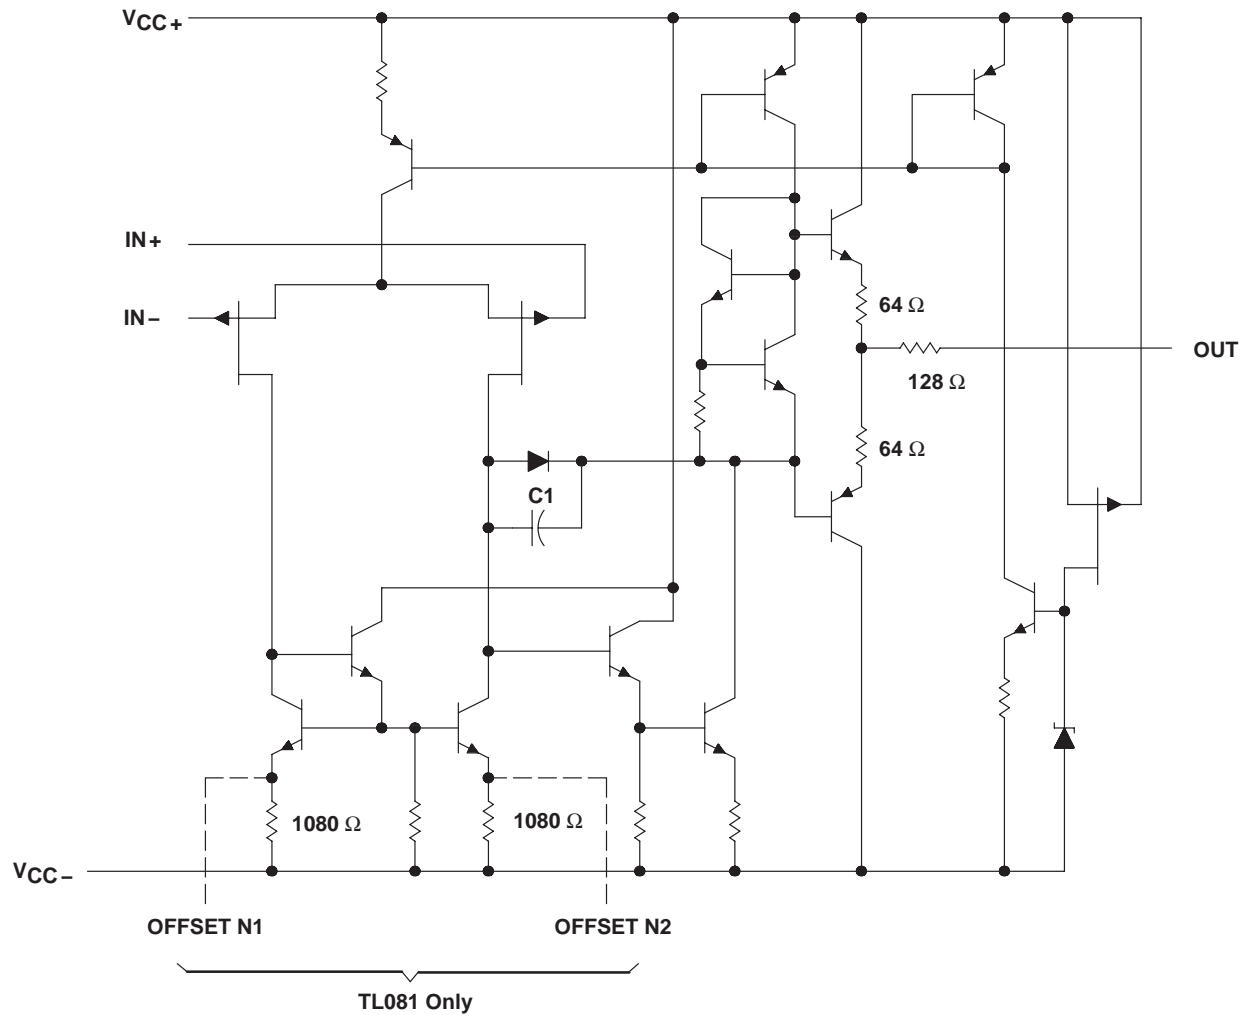 VCC+
IN+
IN−
64 Ω
OUT
128 Ω
64 Ω
C1
1080 Ω
1080 Ω
VCC−
OFFSET N1
OFFSET N2
TL081 Only